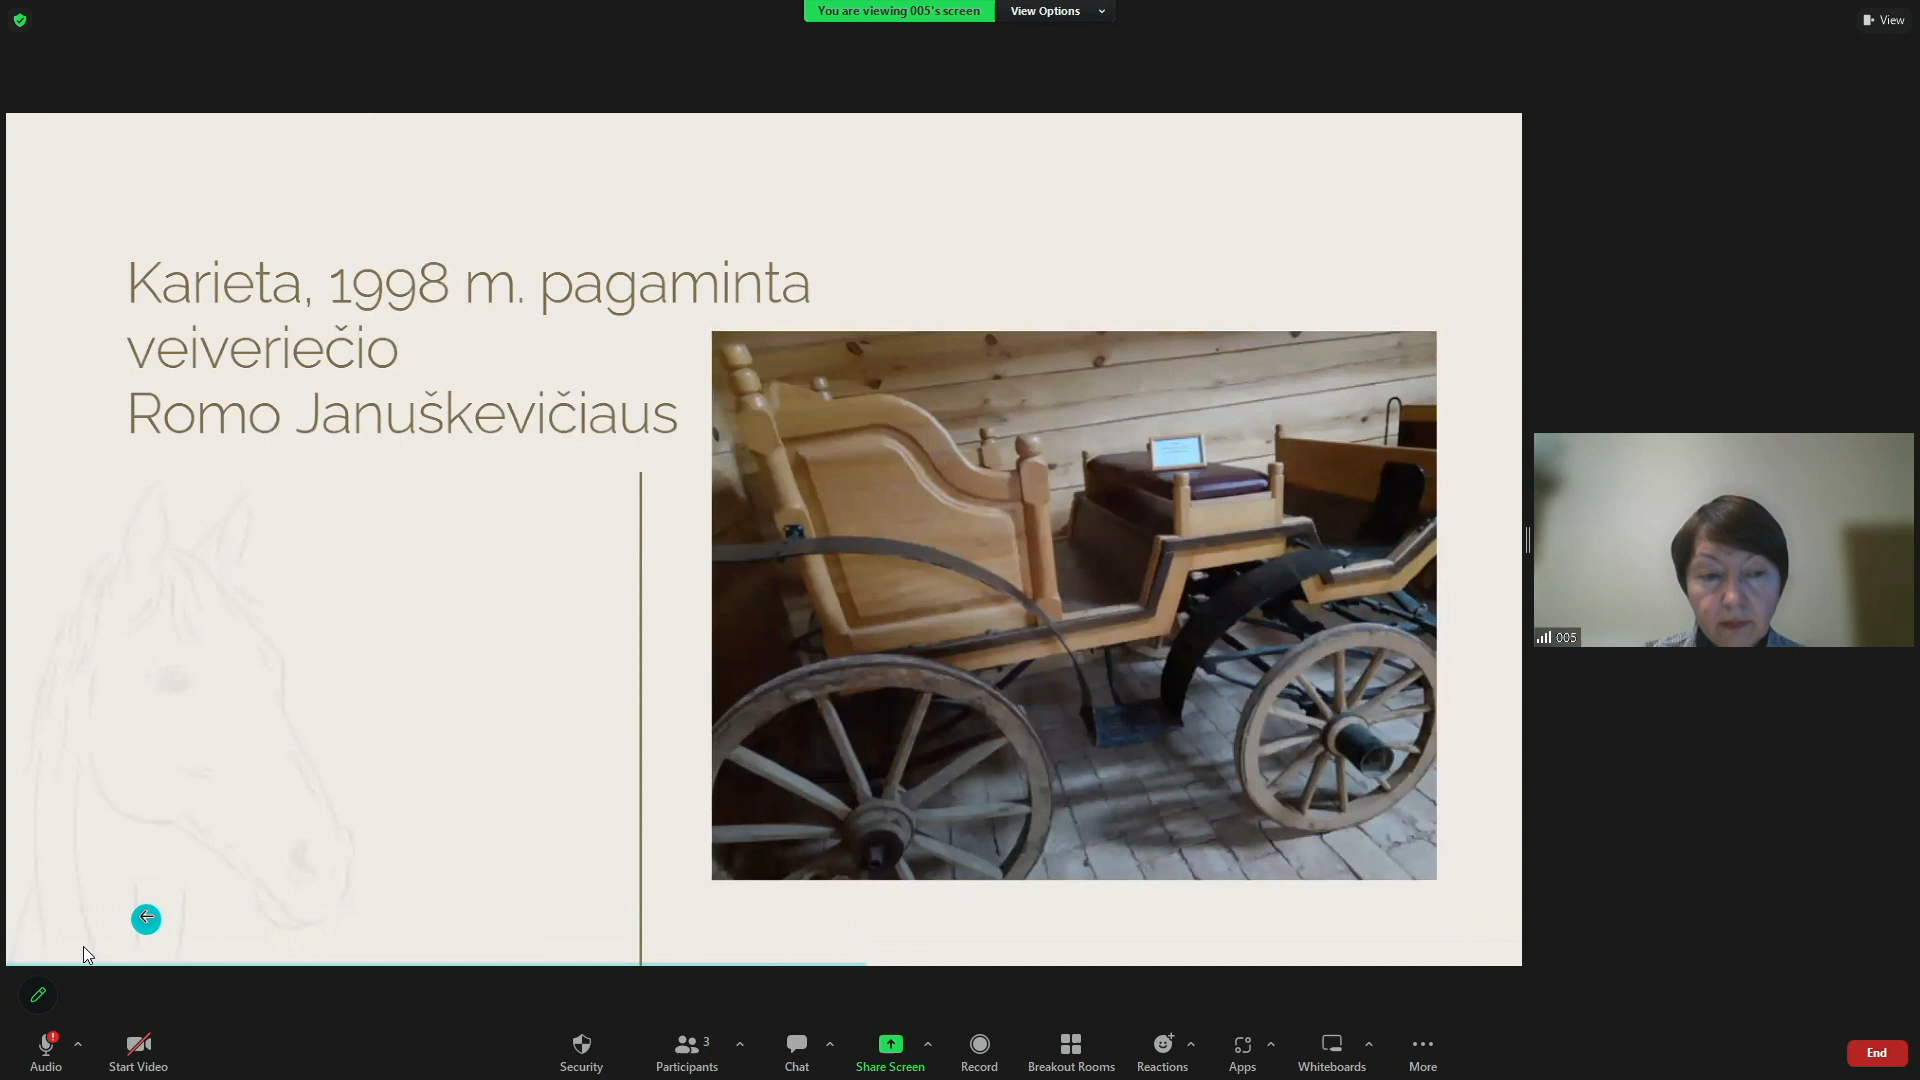 You are viewing 005's screen
View Options
View
Karieta, 1998 m. pagaminta
veiveriečio
Romo Januškevičiaus
005
Audio
Start Video
Security
Participants
3
Chat
Share Screen
Record
Breakout Rooms
Reactions
Apps
Whiteboards
More
End